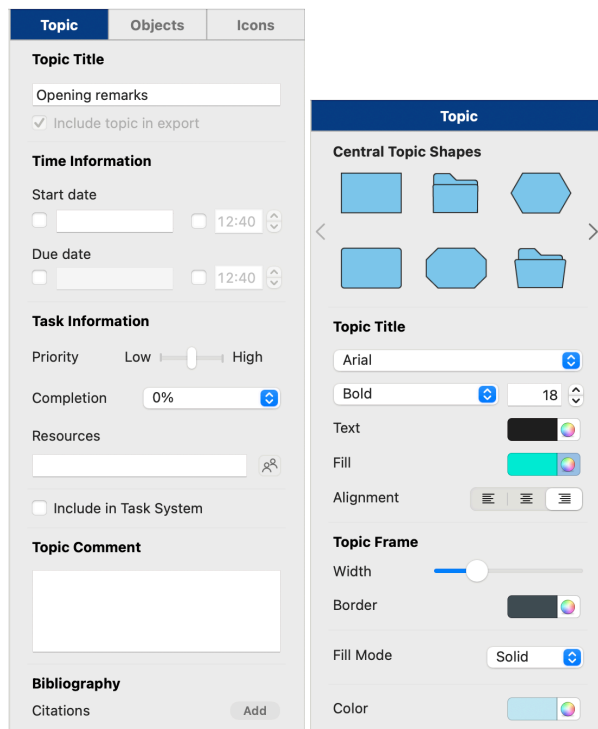 Topic Objects Icons
Topic Title
Opening remarks
Include topic in export
Time Information
Start date
12:40
Due date
12:40
Task Information
Priority Low High
Completion 0%
Resources
Include in Task System
Topic Comment
Bibliography
Citations Add
Topic
Central Topic Shapes
Topic Title
Arial
Bold 18
Text
Fill
Alignment
Topic Frame
Width
Border
Fill Mode Solid
Color